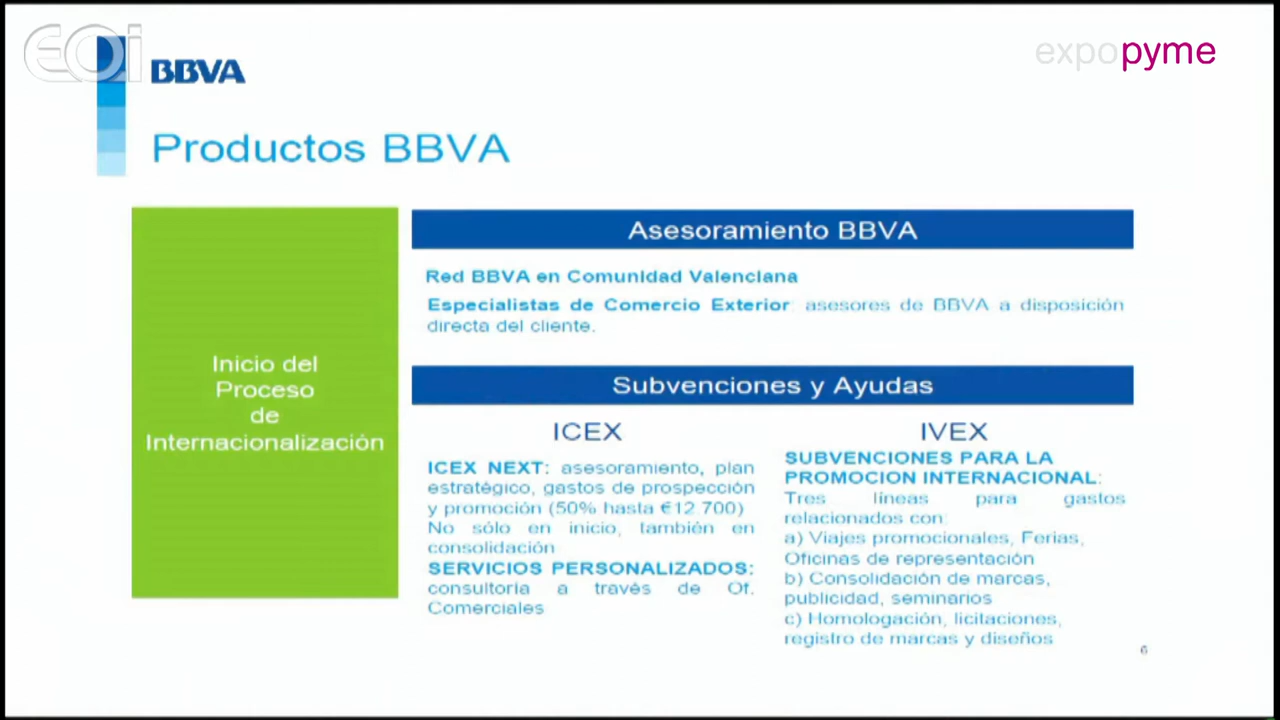 EOi
BBVA
expopyme
Productos BBVA
Inicio del
Proceso
de
Internacionalización
Asesoramiento BBVA
Red BBVA en Comunidad Valenciana
Especialistas de Comercio Exterior: asesores de BBVA a disposición
directa del cliente.
Subvenciones y Ayudas
ICEX
ICEX NEXT: asesoramiento, plan
estratégico, gastos de prospección
y promoción (50% hasta €12.700)
No sólo en inicio, también en
consolidación
SERVICIOS PERSONALIZADOS:
consultoría a través de Of.
Comerciales
IVEX
SUBVENCIONES PARA LA
PROMOCION INTERNACIONAL:
Tres líneas para gastos
relacionados con:
a) Viajes promocionales, Ferias,
Oficinas de representación
b) Consolidación de marcas,
publicidad, seminarios
c) Homologación, licitaciones,
registro de marcas y diseños
6